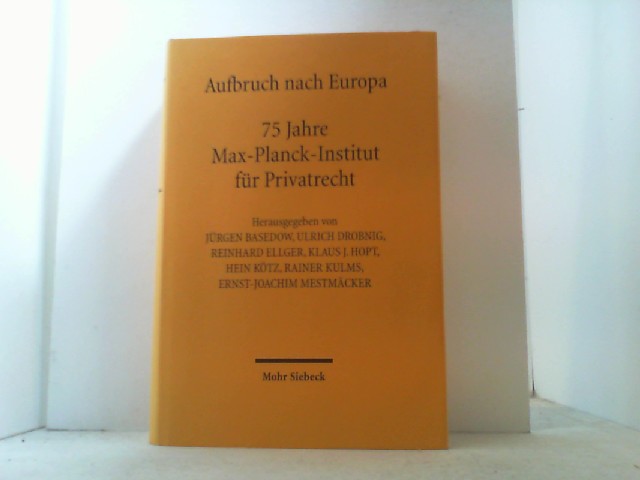 Aufbruch nach Europa
75 Jahre
Max-Planck-Institut
für Privatrecht
Herausgegeben von
JÜRGEN BASEDOW, ULRICH DROBNIG,
REINHARD ELLGER, KLAUS J. HOPT,
HEIN KÖTZ, RAINER KULMS,
ERNST-JOACHIM MESTMÄCKER
Mohr Siebeck